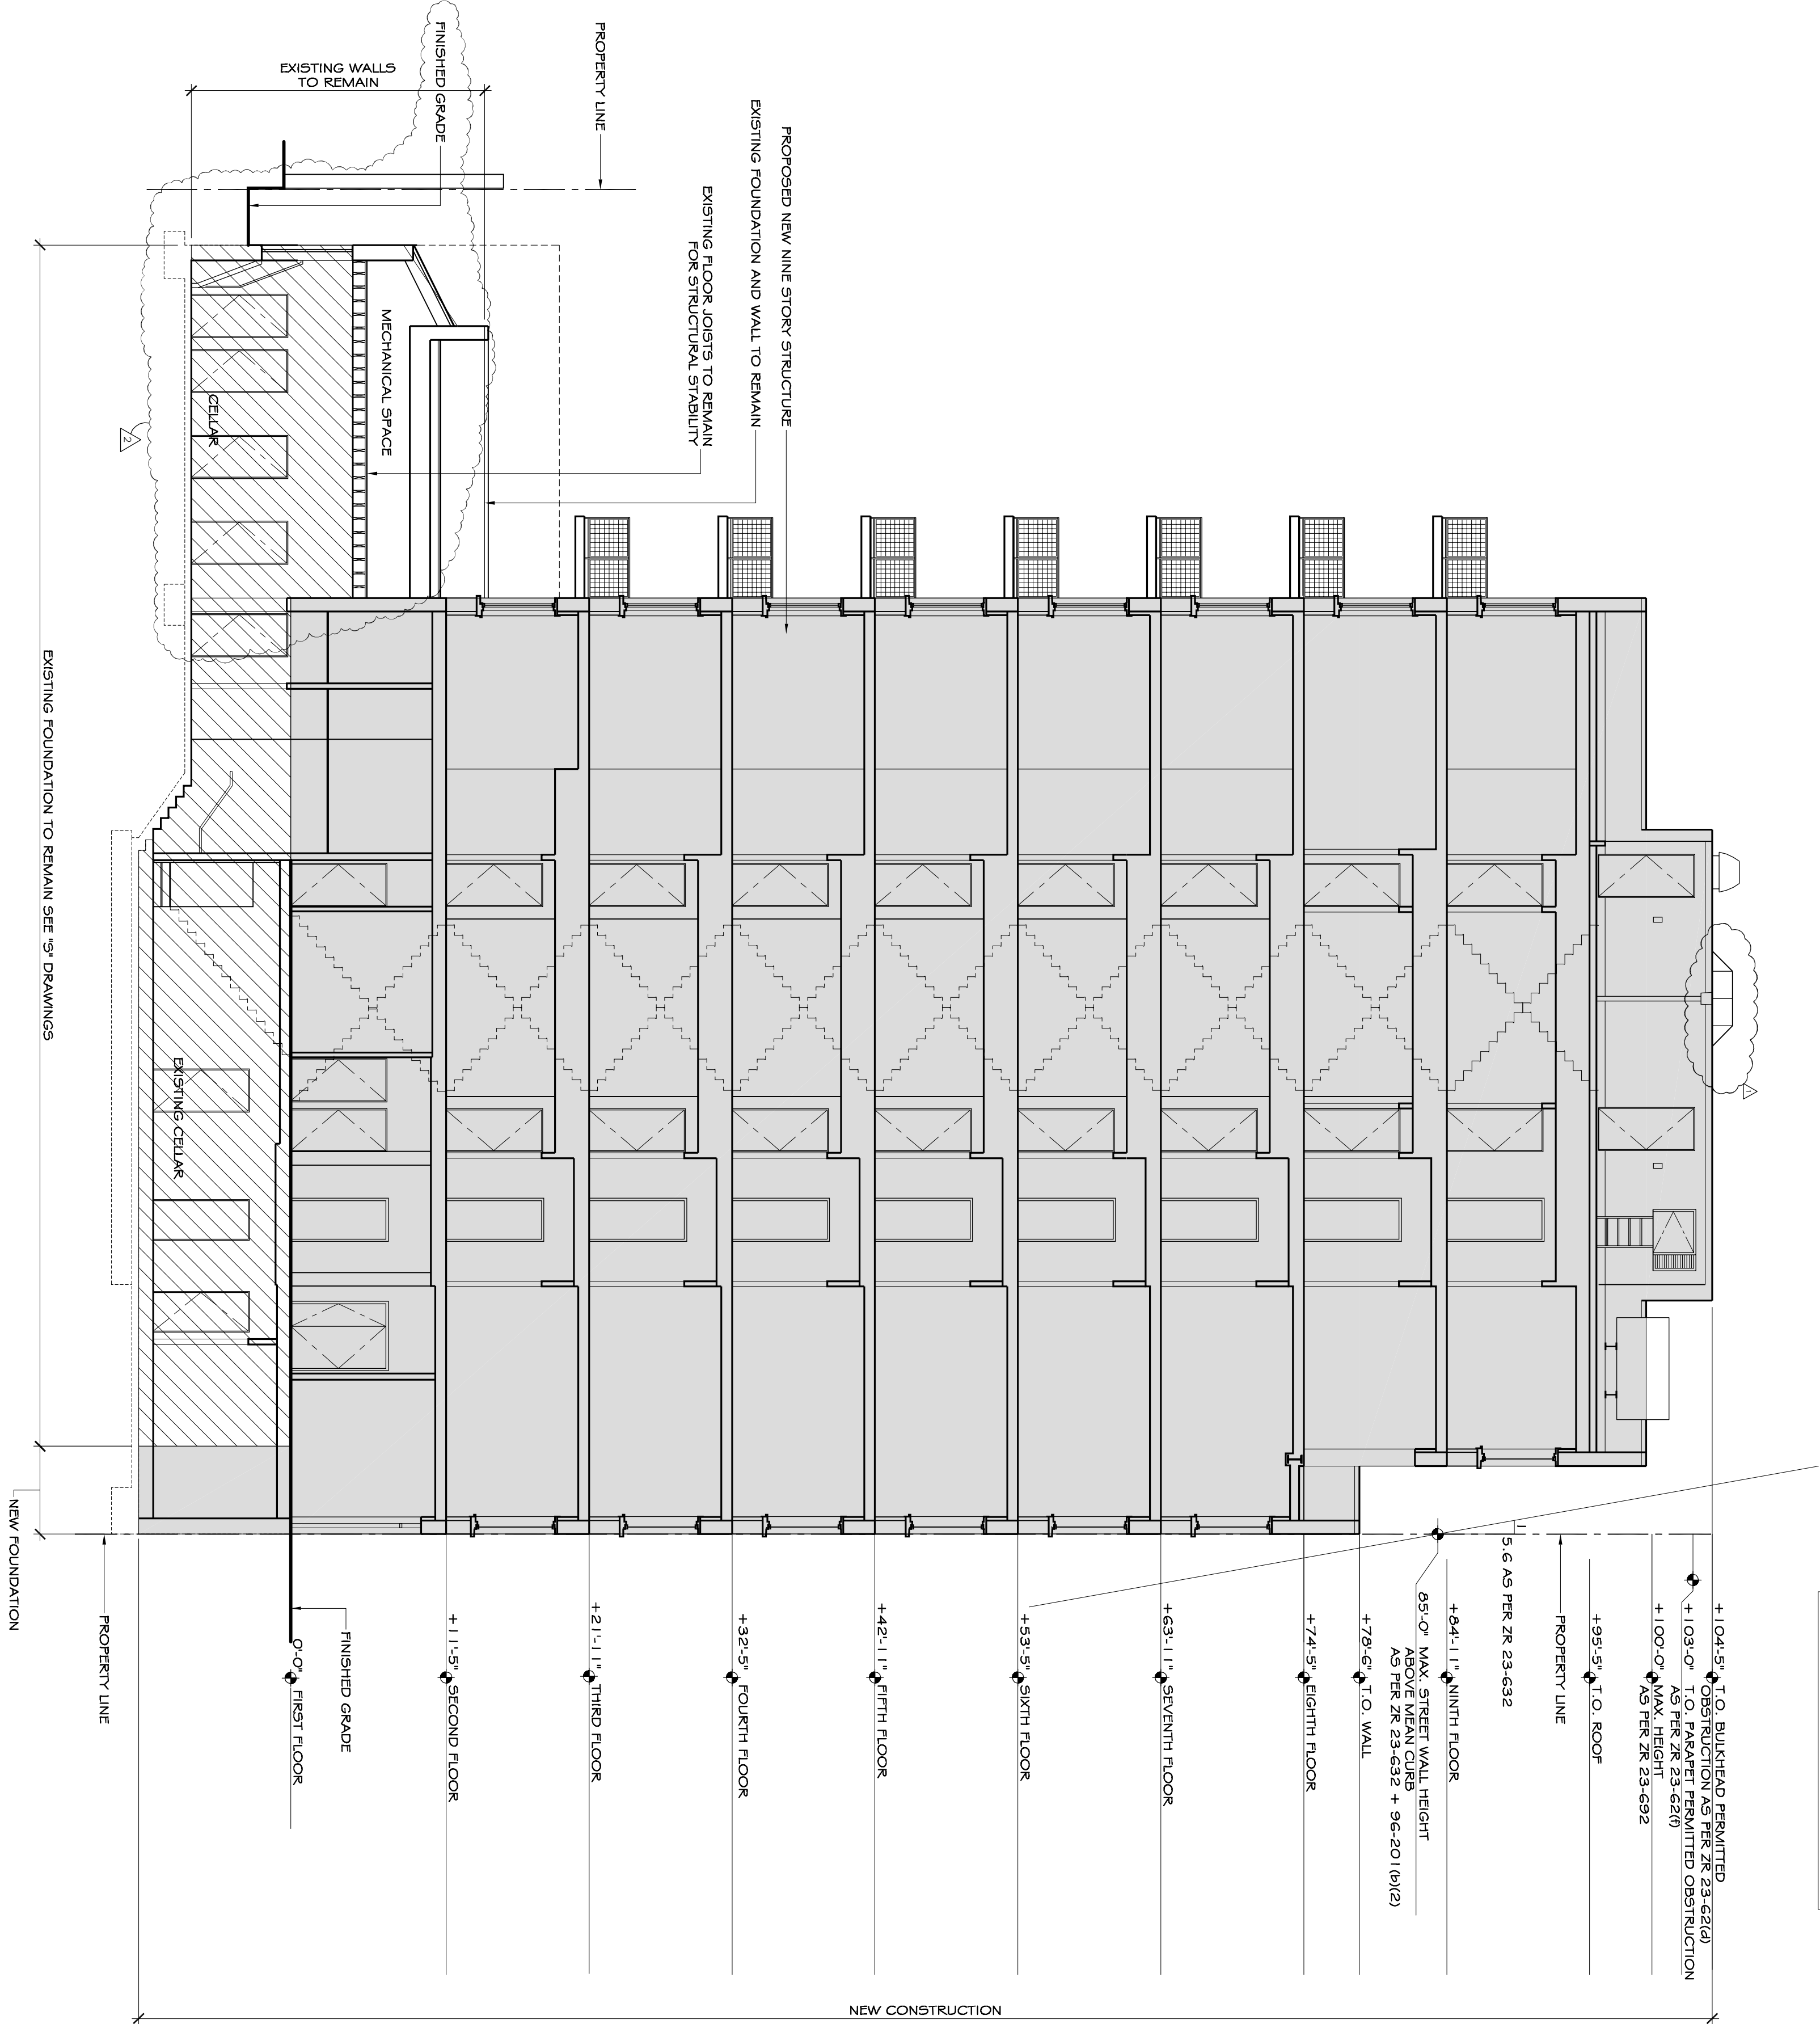 EXISTING WALLS
TO REMAIN
FINISHED GRADE
PROPERTY LINE
EXISTING FOUNDATION AND WALL TO REMAIN
PROPOSED NEW NINE STORY STRUCTURE
EXISTING FLOOR JOISTS TO REMAIN
FOR STRUCTURAL STABILITY
MECHANICAL SPACE
CELLAR
2
EXISTING FOUNDATION TO REMAIN SEE "S" DRAWINGS
EXISTING CELLAR
NEW FOUNDATION
PROPERTY LINE
1
+104'-5" T.O. BULKHEAD PERMITTED
OBSTRUCTION AS PER ZR 23-62(d)
+103'-0" T.O. PARAPET PERMITTED OBSTRUCTION
AS PER ZR 23-62(f)
+100'-0" MAX. HEIGHT
AS PER ZR 23-692
+95'-5" T.O. ROOF
PROPERTY LINE
1
5.6 AS PER ZR 23-632
+84'-11" NINTH FLOOR
85'-0" MAX. STREET WALL HEIGHT
ABOVE MEAN CURB
AS PER ZR 23-632 + 96-201(b)(2)
+78'-6" T.O. WALL
+74'-5" EIGHTH FLOOR
+63'-11" SEVENTH FLOOR
+53'-5" SIXTH FLOOR
+42'-11" FIFTH FLOOR
+32'-5" FOURTH FLOOR
+21'-11" THIRD FLOOR
+11'-5" SECOND FLOOR
FINISHED GRADE
0'-0" FIRST FLOOR
NEW CONSTRUCTION